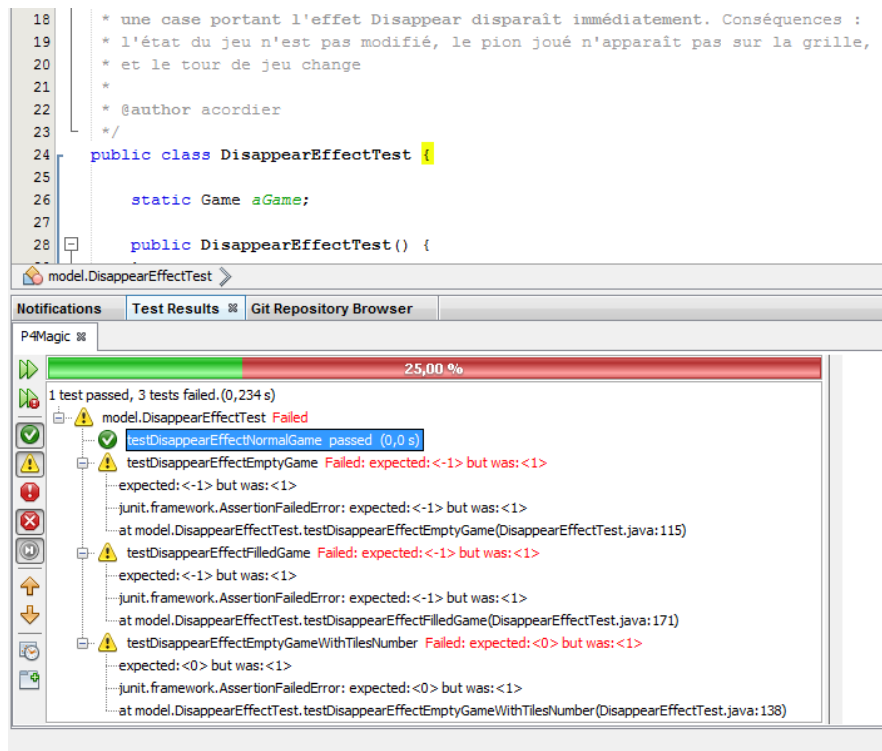 18 * une case portant l'effet Disappear disparaît immédiatement. Conséquences :
19 * l'état du jeu n'est pas modifié, le pion joué n'apparaît pas sur la grille,
20 * et le tour de jeu change
21 *
22 * @author acordier
23 */
24 public class DisappearEffectTest {
25
26 static Game aGame;
27
28 public DisappearEffectTest() {
model.DisappearEffectTest
Notifications Test Results Git Repository Browser
P4Magic
25,00 %
1 test passed, 3 tests failed.(0,234 s)
model.DisappearEffectTest Failed
testDisappearEffectNormalGame passed (0,0 s)
testDisappearEffectEmptyGame Failed: expected:<-1> but was:<1>
expected:<-1> but was:<1>
junit.framework.AssertionFailedError: expected:<-1> but was:<1>
at model.DisappearEffectTest.testDisappearEffectEmptyGame(DisappearEffectTest.java:115)
testDisappearEffectFilledGame Failed: expected:<-1> but was:<1>
expected:<-1> but was:<1>
junit.framework.AssertionFailedError: expected:<-1> but was:<1>
at model.DisappearEffectTest.testDisappearEffectFilledGame(DisappearEffectTest.java:171)
testDisappearEffectEmptyGameWithTilesNumber Failed: expected:<0> but was:<1>
expected:<0> but was:<1>
junit.framework.AssertionFailedError: expected:<0> but was:<1>
at model.DisappearEffectTest.testDisappearEffectEmptyGameWithTilesNumber(DisappearEffectTest.java:138)